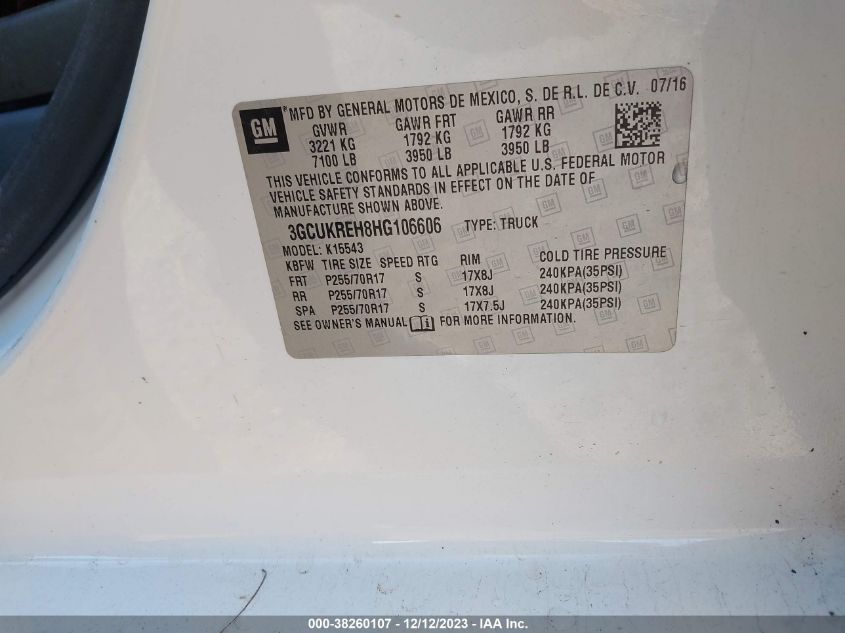 GM
MFD BY GENERAL MOTORS DE MEXICO, S. DE R.L. DE C.V. 07/16
GVWR GAWR FRT GAWR RR
3221 KG 1792 KG 1792 KG
7100 LB 3950 LB 3950 LB
THIS VEHICLE CONFORMS TO ALL APPLICABLE U.S. FEDERAL MOTOR
VEHICLE SAFETY STANDARDS IN EFFECT ON THE DATE OF
MANUFACTURE SHOWN ABOVE.
3GCUKREH8HG106606 TYPE: TRUCK
MODEL: K15543
KBFW TIRE SIZE SPEED RTG RIM COLD TIRE PRESSURE
FRT P255/70R17 S 17X8J 240KPA(35PSI)
RR P255/70R17 S 17X8J 240KPA(35PSI)
SPA P255/70R17 S 17X7.5J 240KPA(35PSI)
SEE OWNER'S MANUAL FOR MORE INFORMATION.
000-38260107 - 12/12/2023 - IAA Inc.